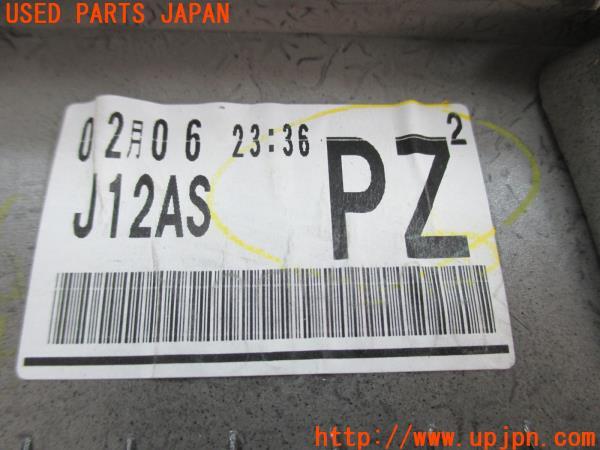 USED PARTS JAPAN
02月06 23:36
PZ2
J12AS
http://www.upjpn.com/